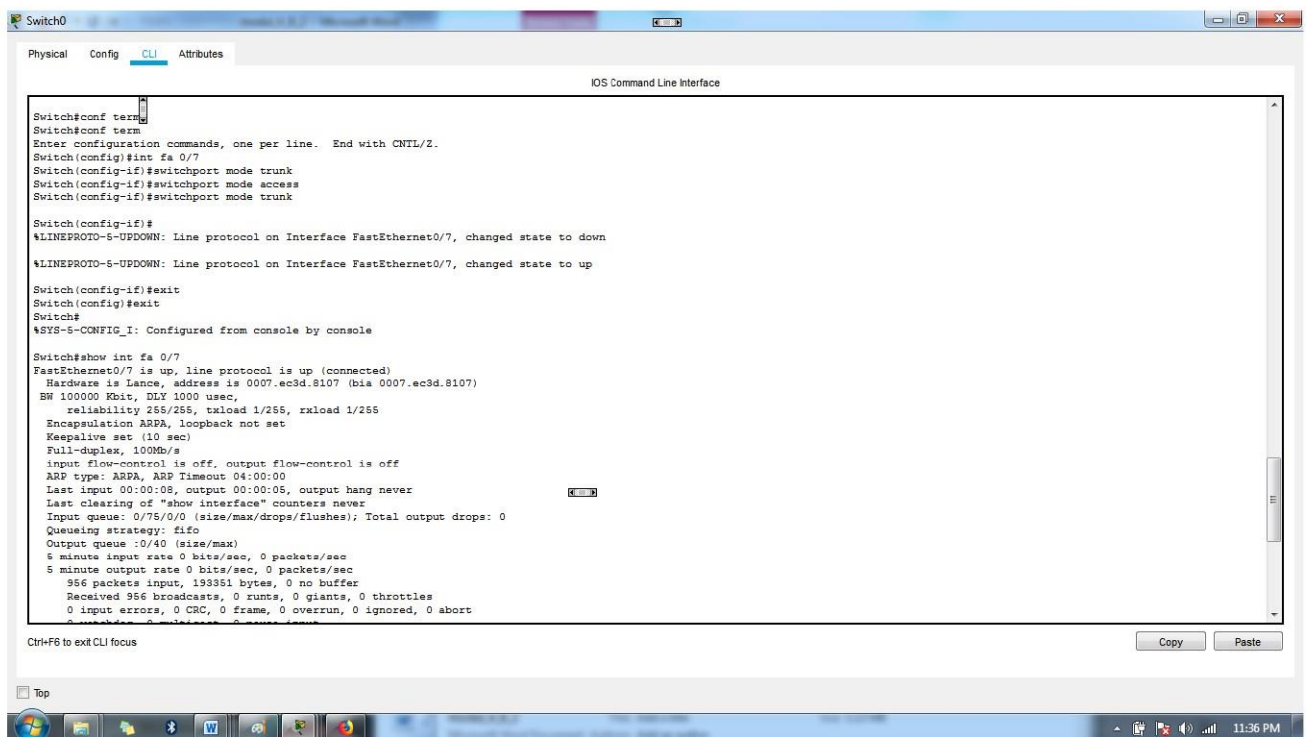 Switch0
Physical Config CLI Attributes
IOS Command Line Interface
Switch#conf term
Switch#conf term
Enter configuration commands, one per line. End with CNTL/Z.
Switch(config)#int fa 0/7
Switch(config-if)#switchport mode trunk
Switch(config-if)#switchport mode access
Switch(config-if)#switchport mode trunk
Switch(config-if)#
%LINEPROTO-5-UPDOWN: Line protocol on Interface FastEthernet0/7, changed state to down
%LINEPROTO-5-UPDOWN: Line protocol on Interface FastEthernet0/7, changed state to up
Switch(config-if)#exit
Switch(config)#exit
Switch#
%SYS-5-CONFIG_I: Configured from console by console
Switch#show int fa 0/7
FastEthernet0/7 is up, line protocol is up (connected)
Hardware is Lance, address is 0007.ec3d.8107 (bia 0007.ec3d.8107)
BW 100000 Kbit, DLY 1000 usec,
reliability 255/255, txload 1/255, rxload 1/255
Encapsulation ARPA, loopback not set
Keepalive set (10 sec)
Full-duplex, 100Mb/s
input flow-control is off, output flow-control is off
ARP type: ARPA, ARP Timeout 04:00:00
Last input 00:00:08, output 00:00:05, output hang never
Last clearing of "show interface" counters never
Input queue: 0/75/0/0 (size/max/drops/flushes); Total output drops: 0
Queueing strategy: fifo
Output queue :0/40 (size/max)
5 minute input rate 0 bits/sec, 0 packets/sec
5 minute output rate 0 bits/sec, 0 packets/sec
956 packets input, 193351 bytes, 0 no buffer
Received 956 broadcasts, 0 runts, 0 giants, 0 throttles
0 input errors, 0 CRC, 0 frame, 0 overrun, 0 ignored, 0 abort
0 watchdog, 0 multicast, 0 pause input
Ctrl+F6 to exit CLI focus
Copy Paste
Top
11:36 PM